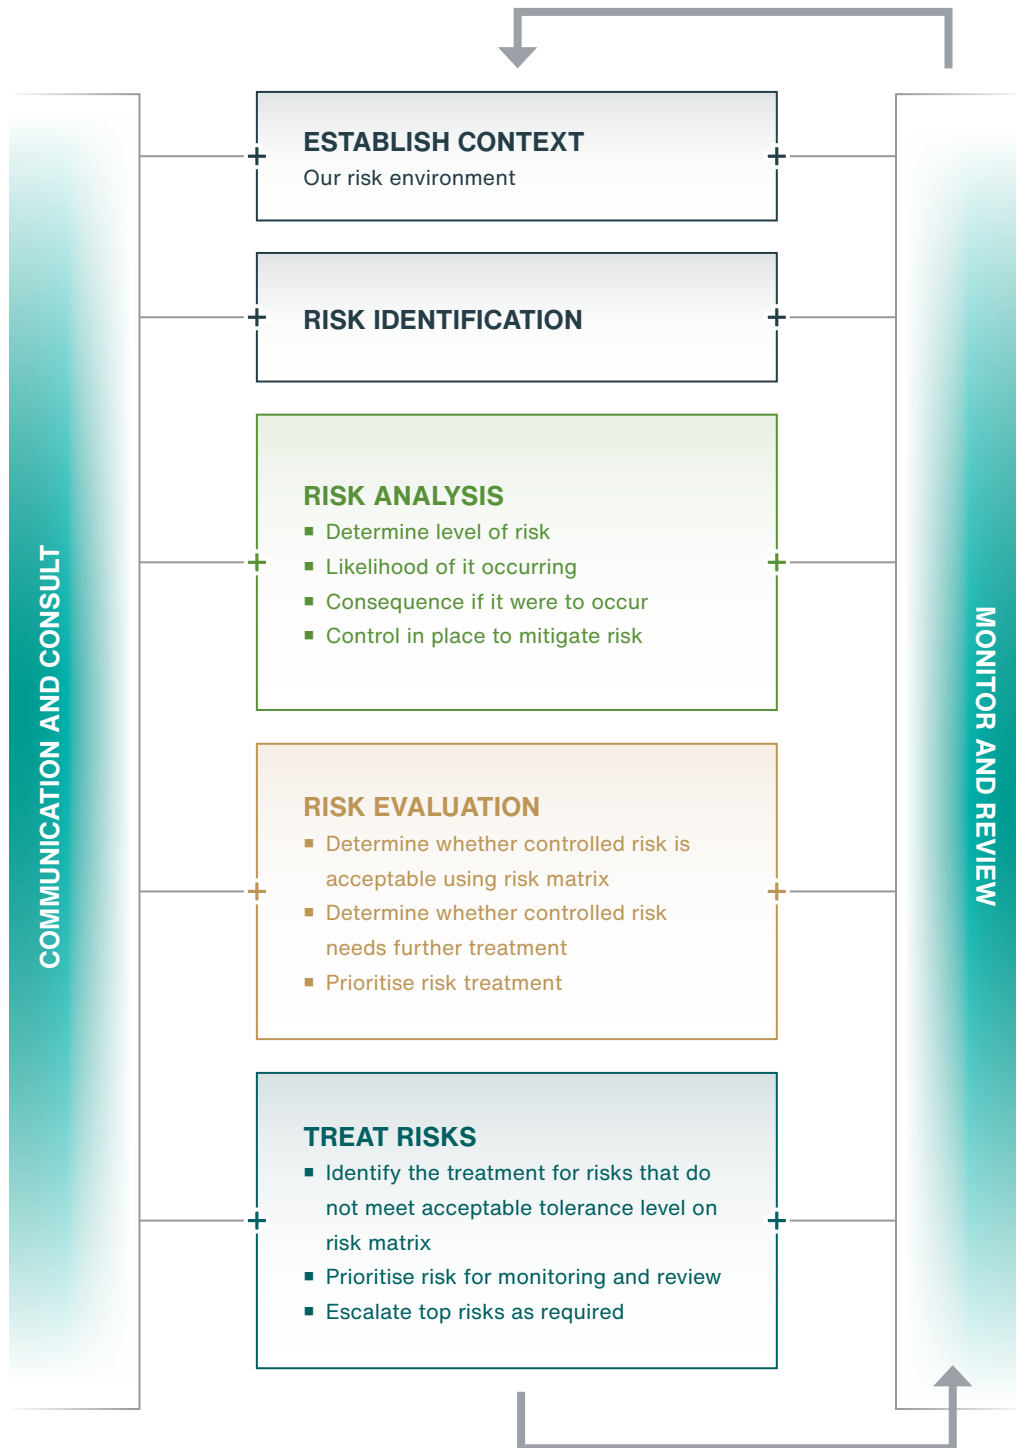 ESTABLISH CONTEXT
Our risk environment
RISK IDENTIFICATION
RISK ANALYSIS
▪ Determine level of risk
▪ Likelihood of it occurring
▪ Consequence if it were to occur
▪ Control in place to mitigate risk
RISK EVALUATION
▪ Determine whether controlled risk is
acceptable using risk matrix
▪ Determine whether controlled risk
needs further treatment
▪ Prioritise risk treatment
TREAT RISKS
▪ Identify the treatment for risks that do
not meet acceptable tolerance level on
risk matrix
▪ Prioritise risk for monitoring and review
▪ Escalate top risks as required
COMMUNICATION AND CONSULT
MONITOR AND REVIEW